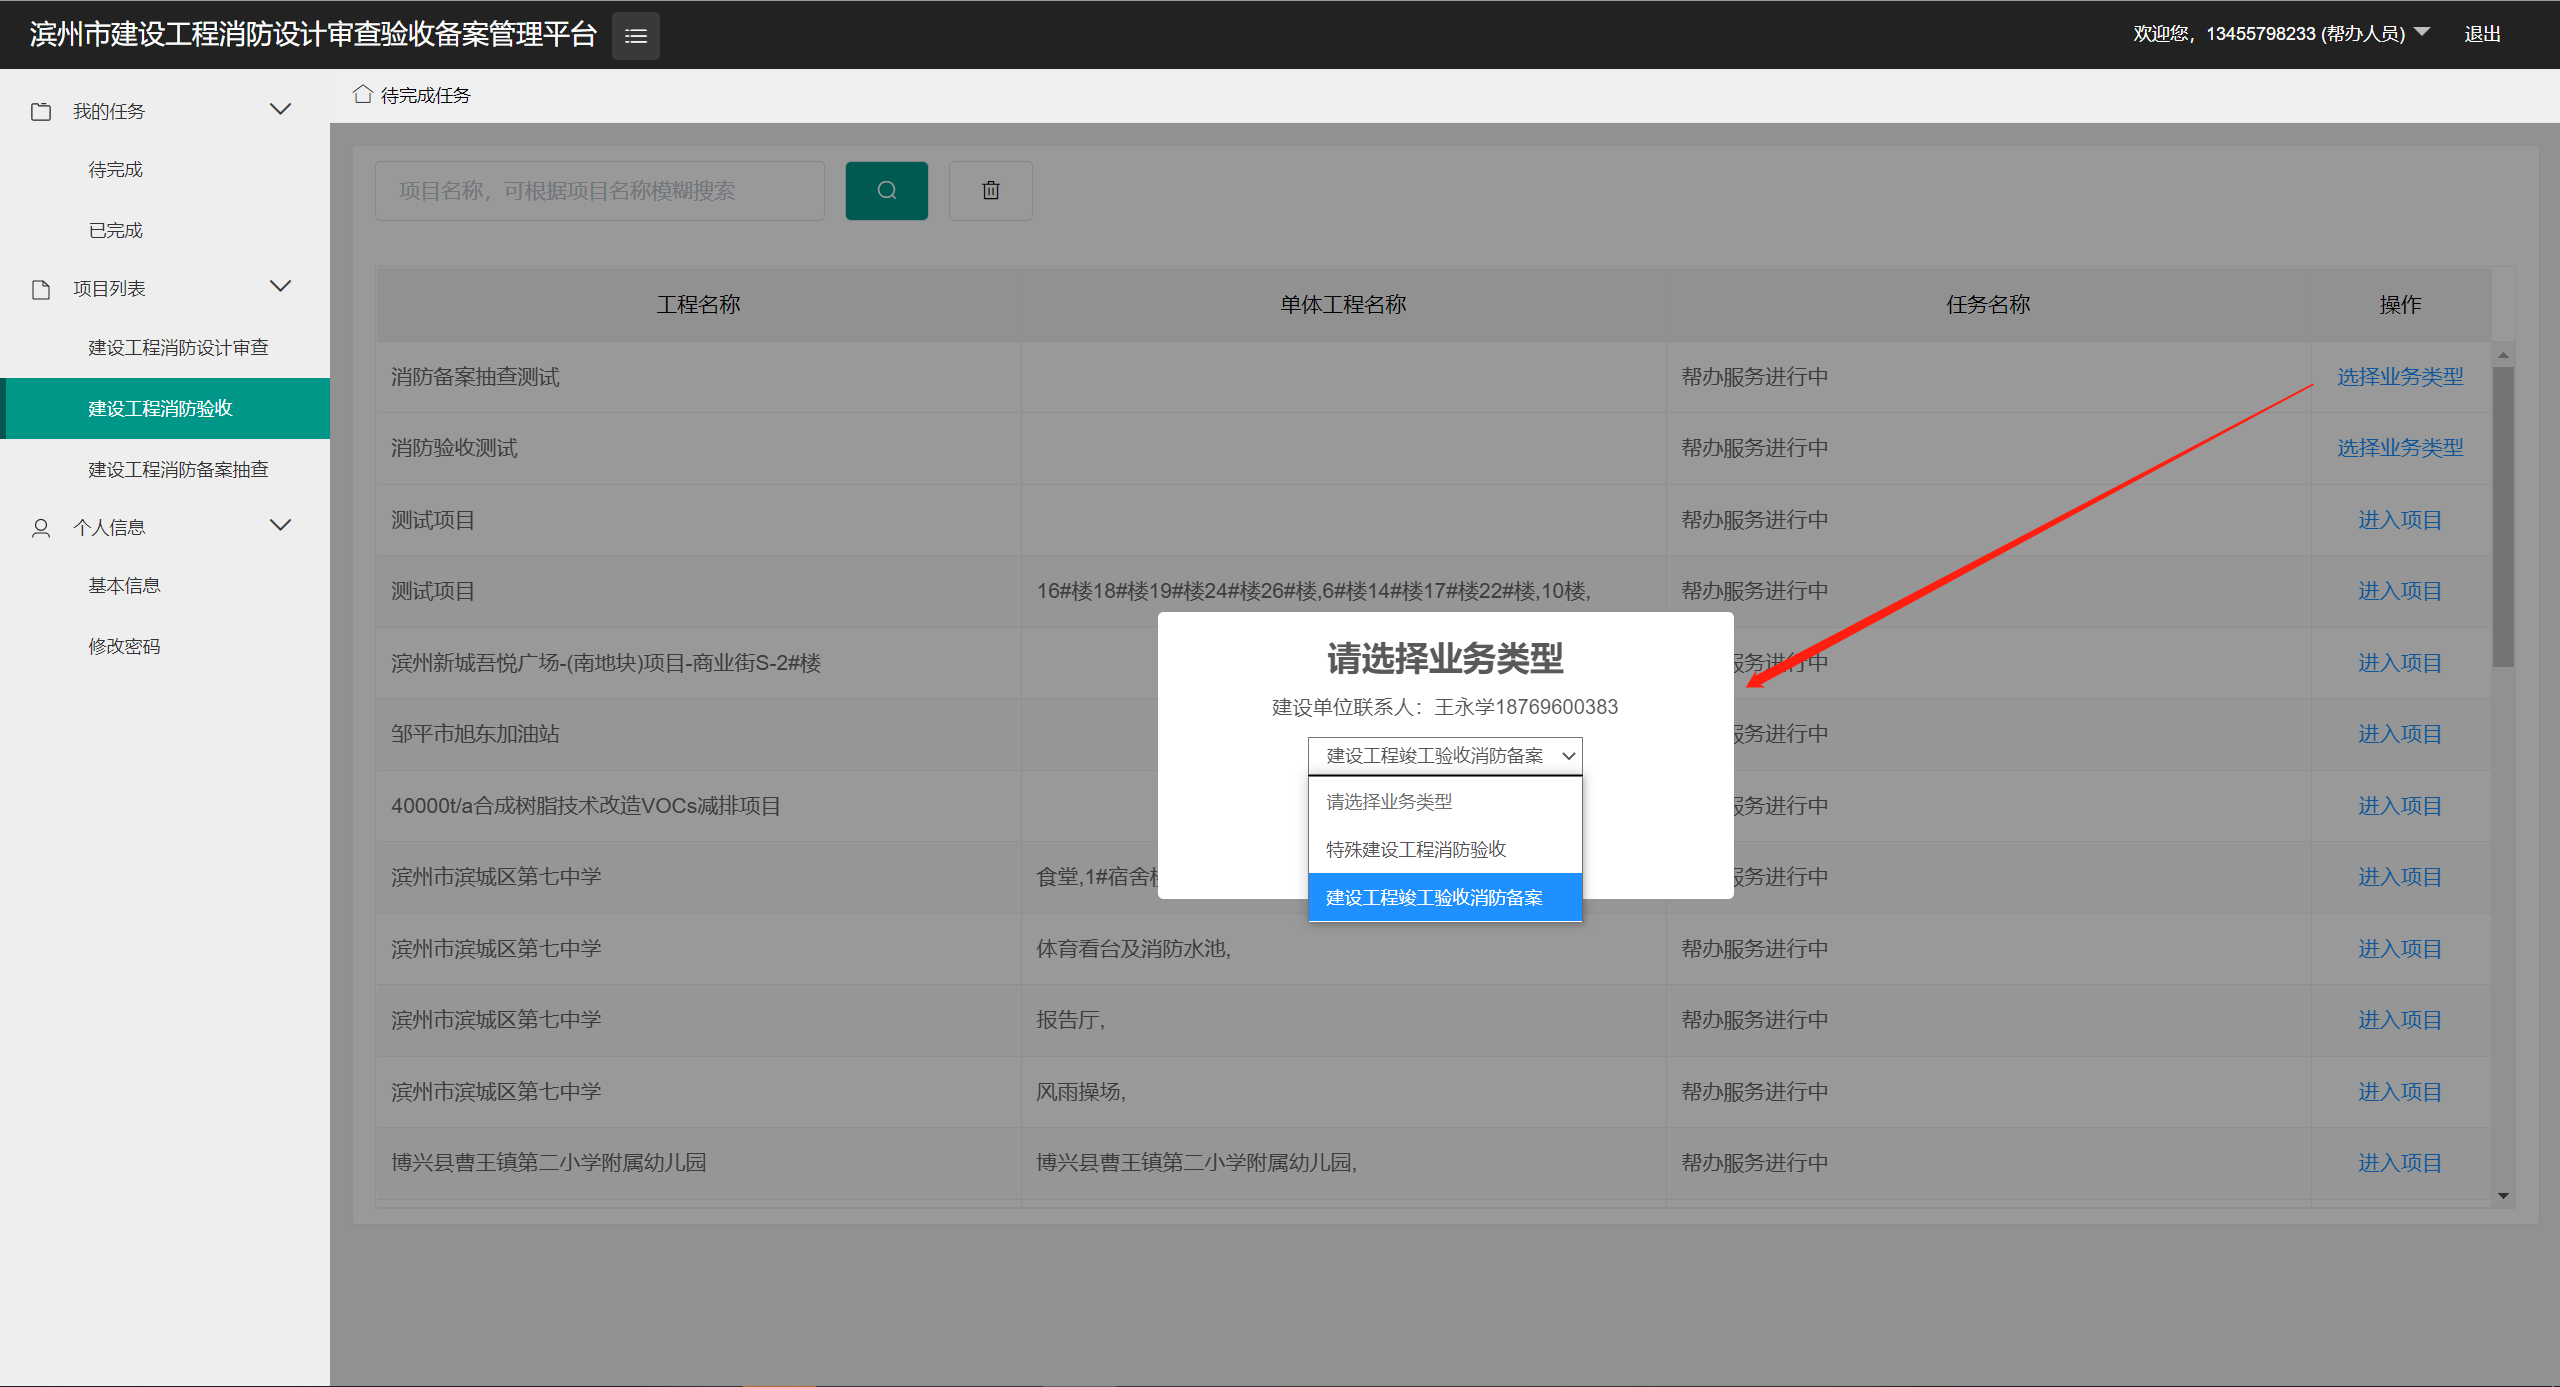 滨州市建设工程消防设计审查验收备案管理平台
欢迎您，13455798233 (帮办人员)
退出
我的任务
待完成
已完成
项目列表
建设工程消防设计审查
建设工程消防验收
建设工程消防备案抽查
个人信息
基本信息
修改密码
待完成任务
项目名称，可根据项目名称模糊搜索
工程名称 单体工程名称 任务名称 操作
消防备案抽查测试 帮办服务进行中 选择业务类型
消防验收测试 帮办服务进行中 选择业务类型
测试项目 帮办服务进行中 进入项目
测试项目 16#楼18#楼19#楼24#楼26#楼,6#楼14#楼17#楼22#楼,10楼, 帮办服务进行中 进入项目
滨州新城吾悦广场-(南地块)项目-商业街S-2#楼 服务进行中 进入项目
邹平市旭东加油站 服务进行中 进入项目
40000t/a合成树脂技术改造VOCs减排项目 服务进行中 进入项目
滨州市滨城区第七中学 食堂,1#宿舍 服务进行中 进入项目
滨州市滨城区第七中学 体育看台及消防水池, 帮办服务进行中 进入项目
滨州市滨城区第七中学 报告厅, 帮办服务进行中 进入项目
滨州市滨城区第七中学 风雨操场, 帮办服务进行中 进入项目
博兴县曹王镇第二小学附属幼儿园 博兴县曹王镇第二小学附属幼儿园, 帮办服务进行中 进入项目
请选择业务类型
建设单位联系人：王永学18769600383
建设工程竣工验收消防备案
请选择业务类型
特殊建设工程消防验收
建设工程竣工验收消防备案